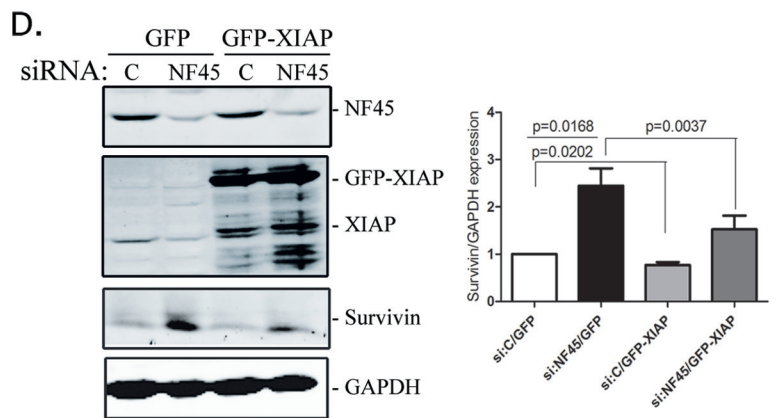 D.
GFP GFP-XIAP
siRNA: C NF45 C NF45
- NF45
- GFP-XIAP
- XIAP
- Survivin
- GAPDH
Survivin/GAPDH expression
4
3
2
1
0
p=0.0168
p=0.0037
p=0.0202
si:C/GFP
si:NF45/GFP
si:C/GFP-XIAP
si:NF45/GFP-XIAP